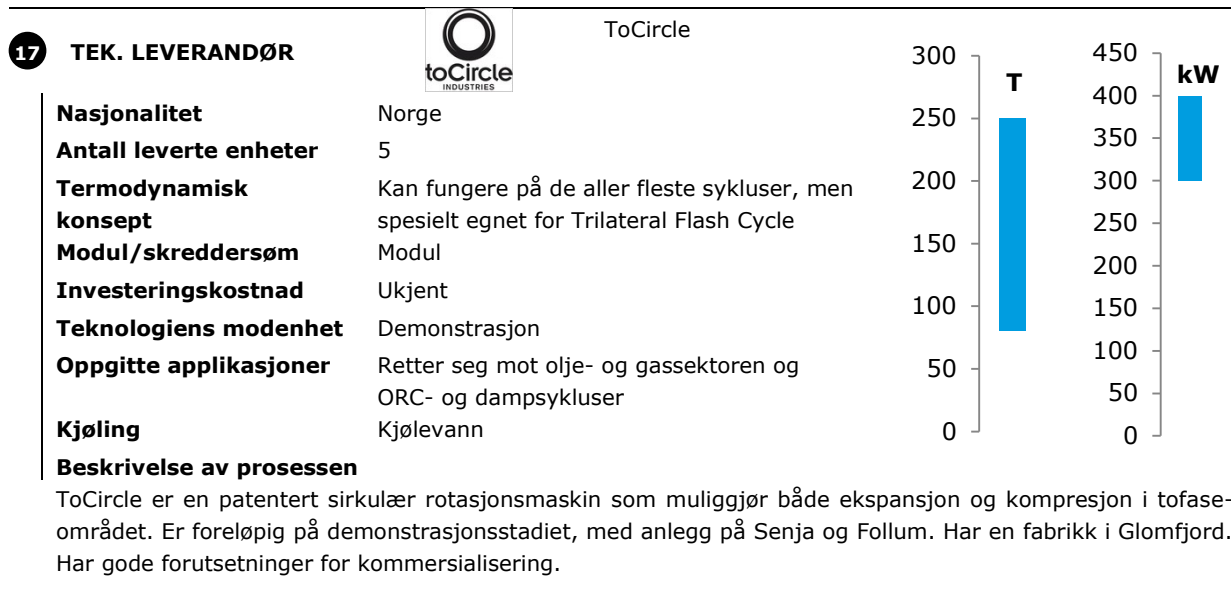 17 TEK. LEVERANDØR
toCircle
INDUSTRIES
ToCircle
Nasjonalitet Norge
Antall leverte enheter 5
Termodynamisk Kan fungere på de aller fleste sykluser, men
konsept spesielt egnet for Trilateral Flash Cycle
Modul/skreddersøm Modul
Investeringskostnad Ukjent
Teknologiens modenhet Demonstrasjon
Oppgitte applikasjoner Retter seg mot olje- og gassektoren og
ORC- og dampsykluser
Kjøling Kjølevann
Beskrivelse av prosessen
ToCircle er en patentert sirkulær rotasjonsmaskin som muliggjør både ekspansjon og kompresjon i tofase-
området. Er foreløpig på demonstrasjonsstadiet, med anlegg på Senja og Follum. Har en fabrikk i Glomfjord.
Har gode forutsetninger for kommersialisering.
T
300
250
200
150
100
50
0
kW
450
400
350
300
250
200
150
100
50
0